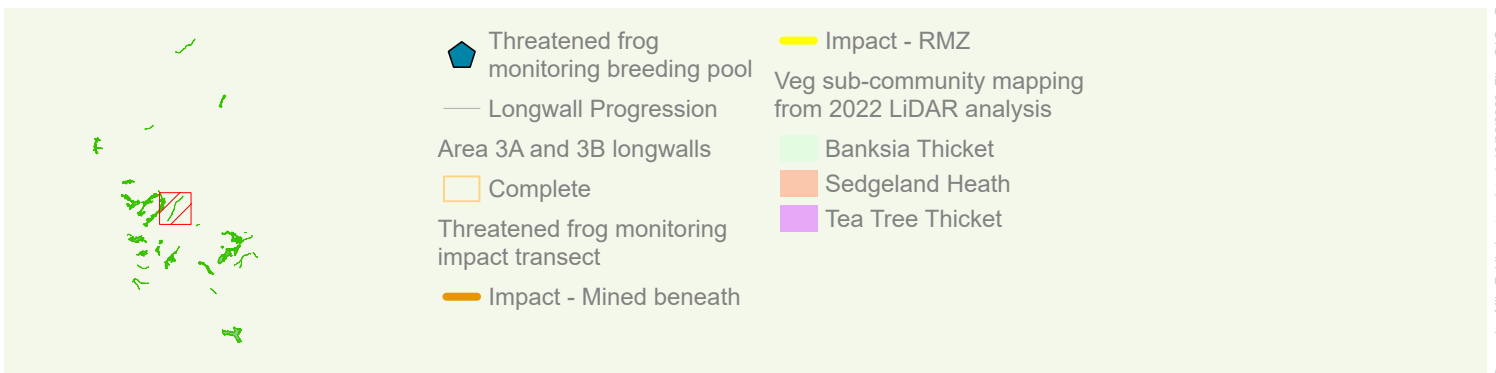 Threatened frog
monitoring breeding pool
Longwall Progression
Area 3A and 3B longwalls
Complete
Threatened frog monitoring
impact transect
Impact - Mined beneath
Impact - RMZ
Veg sub-community mapping
from 2022 LiDAR analysis
Banksia Thicket
Sedgeland Heath
Tea Tree Thicket